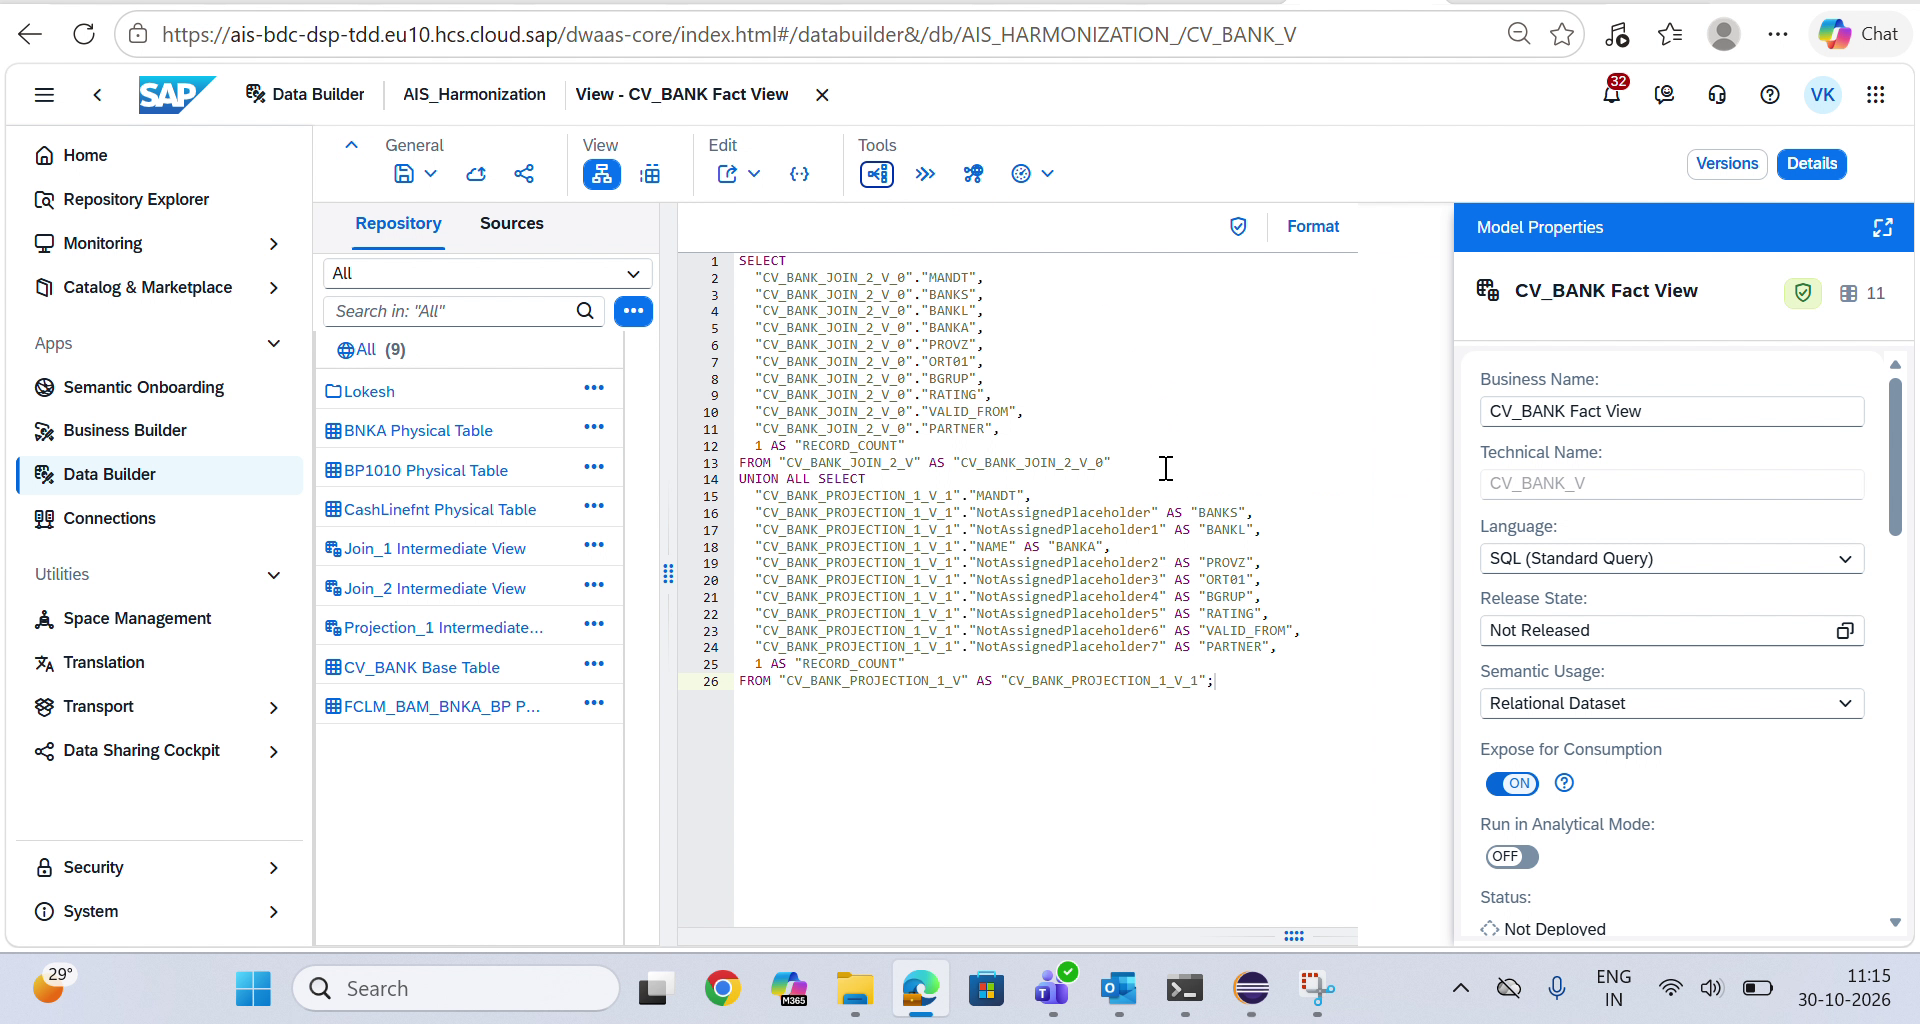 https://ais-bdc-dsp-tdd.eu10.hcs.cloud.sap/dwaas-core/index.html#/databuilder&/db/AIS_HARMONIZATION_/CV_BANK_V
Chat
SAP
Data Builder
AIS_Harmonization
View - CV_BANK Fact View
32
VK
Home
Repository Explorer
Monitoring
Catalog & Marketplace
Apps
Semantic Onboarding
Business Builder
Data Builder
Connections
Utilities
Space Management
Translation
Transport
Data Sharing Cockpit
Security
System
General
View
Edit
Tools
Versions
Details
Repository
Sources
All
Search in: "All"
All (9)
Lokesh
BNKA Physical Table
BP1010 Physical Table
CashLinefnt Physical Table
Join_1 Intermediate View
Join_2 Intermediate View
Projection_1 Intermediate...
CV_BANK Base Table
FCLM_BAM_BNKA_BP P...
Format
1 SELECT
2 "CV_BANK_JOIN_2_V_0"."MANDT",
3 "CV_BANK_JOIN_2_V_0"."BANKS",
4 "CV_BANK_JOIN_2_V_0"."BANKL",
5 "CV_BANK_JOIN_2_V_0"."BANKA",
6 "CV_BANK_JOIN_2_V_0"."PROVZ",
7 "CV_BANK_JOIN_2_V_0"."ORT01",
8 "CV_BANK_JOIN_2_V_0"."BGRUP",
9 "CV_BANK_JOIN_2_V_0"."RATING",
10 "CV_BANK_JOIN_2_V_0"."VALID_FROM",
11 "CV_BANK_JOIN_2_V_0"."PARTNER",
12 1 AS "RECORD_COUNT"
13 FROM "CV_BANK_JOIN_2_V" AS "CV_BANK_JOIN_2_V_0"
14 UNION ALL SELECT
15 "CV_BANK_PROJECTION_1_V_1"."MANDT",
16 "CV_BANK_PROJECTION_1_V_1"."NotAssignedPlaceholder" AS "BANKS",
17 "CV_BANK_PROJECTION_1_V_1"."NotAssignedPlaceholder1" AS "BANKL",
18 "CV_BANK_PROJECTION_1_V_1"."NAME" AS "BANKA",
19 "CV_BANK_PROJECTION_1_V_1"."NotAssignedPlaceholder2" AS "PROVZ",
20 "CV_BANK_PROJECTION_1_V_1"."NotAssignedPlaceholder3" AS "ORT01",
21 "CV_BANK_PROJECTION_1_V_1"."NotAssignedPlaceholder4" AS "BGRUP",
22 "CV_BANK_PROJECTION_1_V_1"."NotAssignedPlaceholder5" AS "RATING",
23 "CV_BANK_PROJECTION_1_V_1"."NotAssignedPlaceholder6" AS "VALID_FROM",
24 "CV_BANK_PROJECTION_1_V_1"."NotAssignedPlaceholder7" AS "PARTNER",
25 1 AS "RECORD_COUNT"
26 FROM "CV_BANK_PROJECTION_1_V" AS "CV_BANK_PROJECTION_1_V_1";
Model Properties
CV_BANK Fact View
11
Business Name:
CV_BANK Fact View
Technical Name:
CV_BANK_V
Language:
SQL (Standard Query)
Release State:
Not Released
Semantic Usage:
Relational Dataset
Expose for Consumption
ON
Run in Analytical Mode:
OFF
Status:
Not Deployed
29°
Search
M365
ENG
IN
11:15
30-10-2026